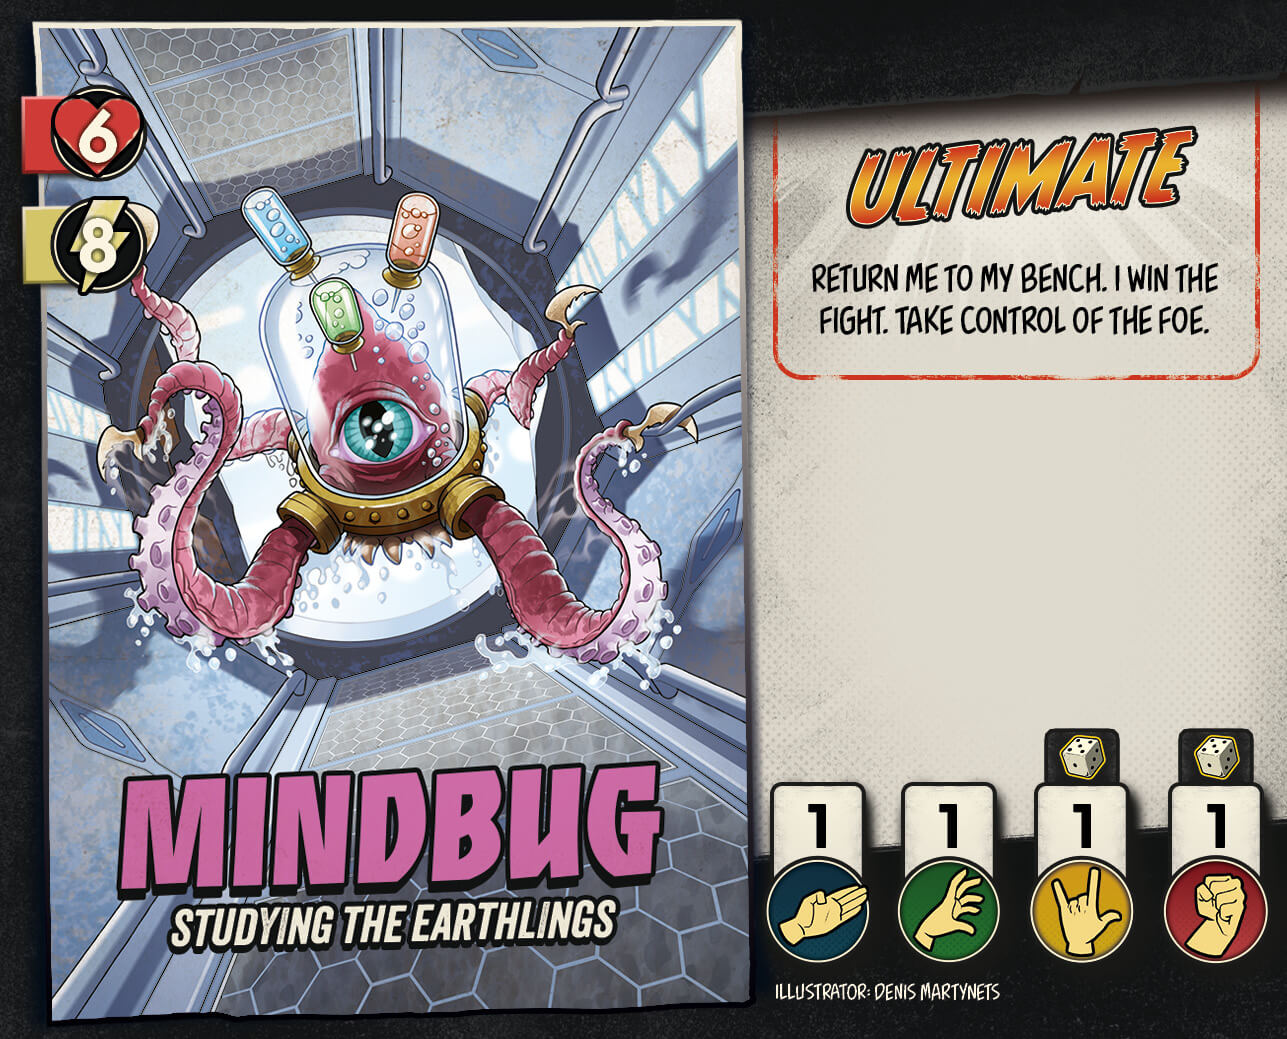 6
8
MINDBUG
STUDYING THE EARTHLINGS
ULTIMATE
RETURN ME TO MY BENCH. I WIN THE
FIGHT. TAKE CONTROL OF THE FOE.
1 1 1 1
ILLUSTRATOR: DENIS MARTYNETS